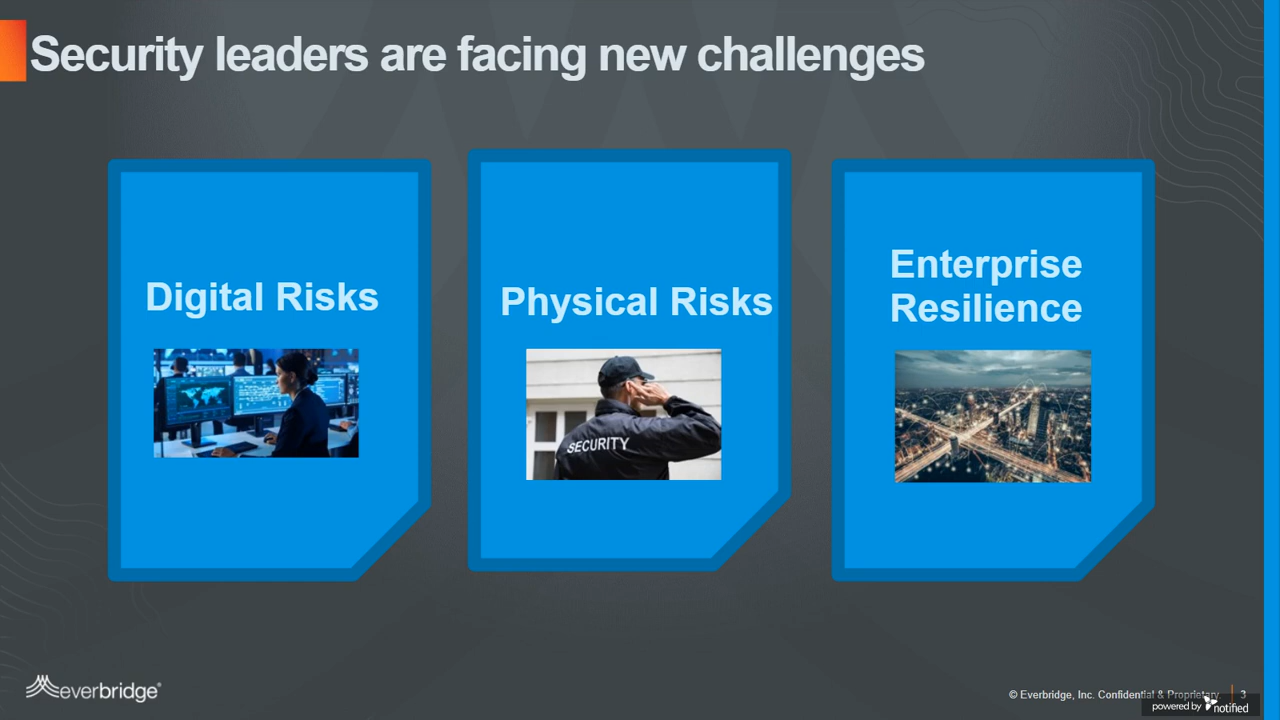 Security leaders are facing new challenges
Digital Risks
Physical Risks
Enterprise
Resilience
SECURITY
everbridge®
© Everbridge, Inc. Confidential & Proprietary.
3
powered by notified